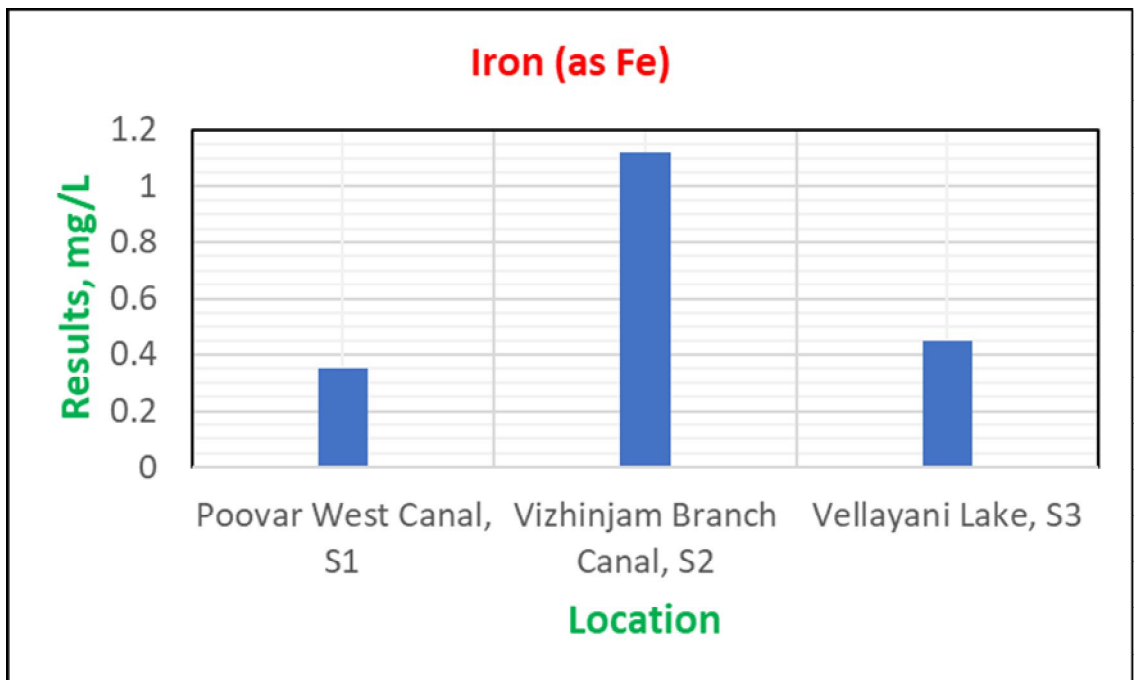 Iron (as Fe)
Results, mg/L
1.2
1
0.8
0.6
0.4
0.2
0
Poovar West Canal,
S1
Vizhinjam Branch
Canal, S2
Vellayani Lake, S3
Location